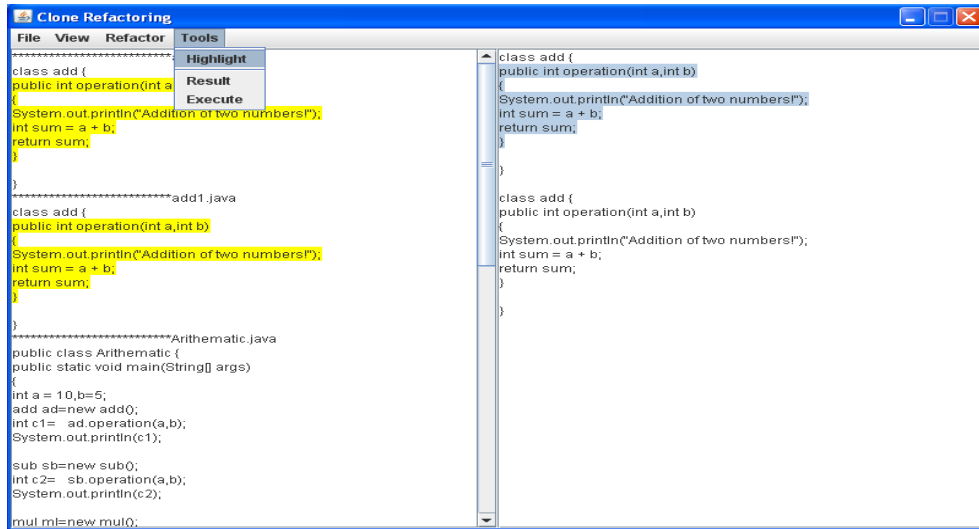 Clone Refactoring
File View Refactor Tools
Highlight
Result
Execute
***************************
class add {
public int operation(int a
{
System.out.println("Addition of two numbers!");
int sum = a + b;
return sum;
}
}
***************************add1.java
class add {
public int operation(int a,int b)
{
System.out.println("Addition of two numbers!");
int sum = a + b;
return sum;
}
}
***************************Arithematic.java
public class Arithematic {
public static void main(String[] args)
{
int a = 10,b=5;
add ad=new add();
int c1= ad.operation(a,b);
System.out.println(c1);
sub sb=new sub();
int c2= sb.operation(a,b);
System.out.println(c2);
mul ml=new mul();
class add {
public int operation(int a,int b)
{
System.out.println("Addition of two numbers!");
int sum = a + b;
return sum;
}
}
class add {
public int operation(int a,int b)
{
System.out.println("Addition of two numbers!");
int sum = a + b;
return sum;
}
}